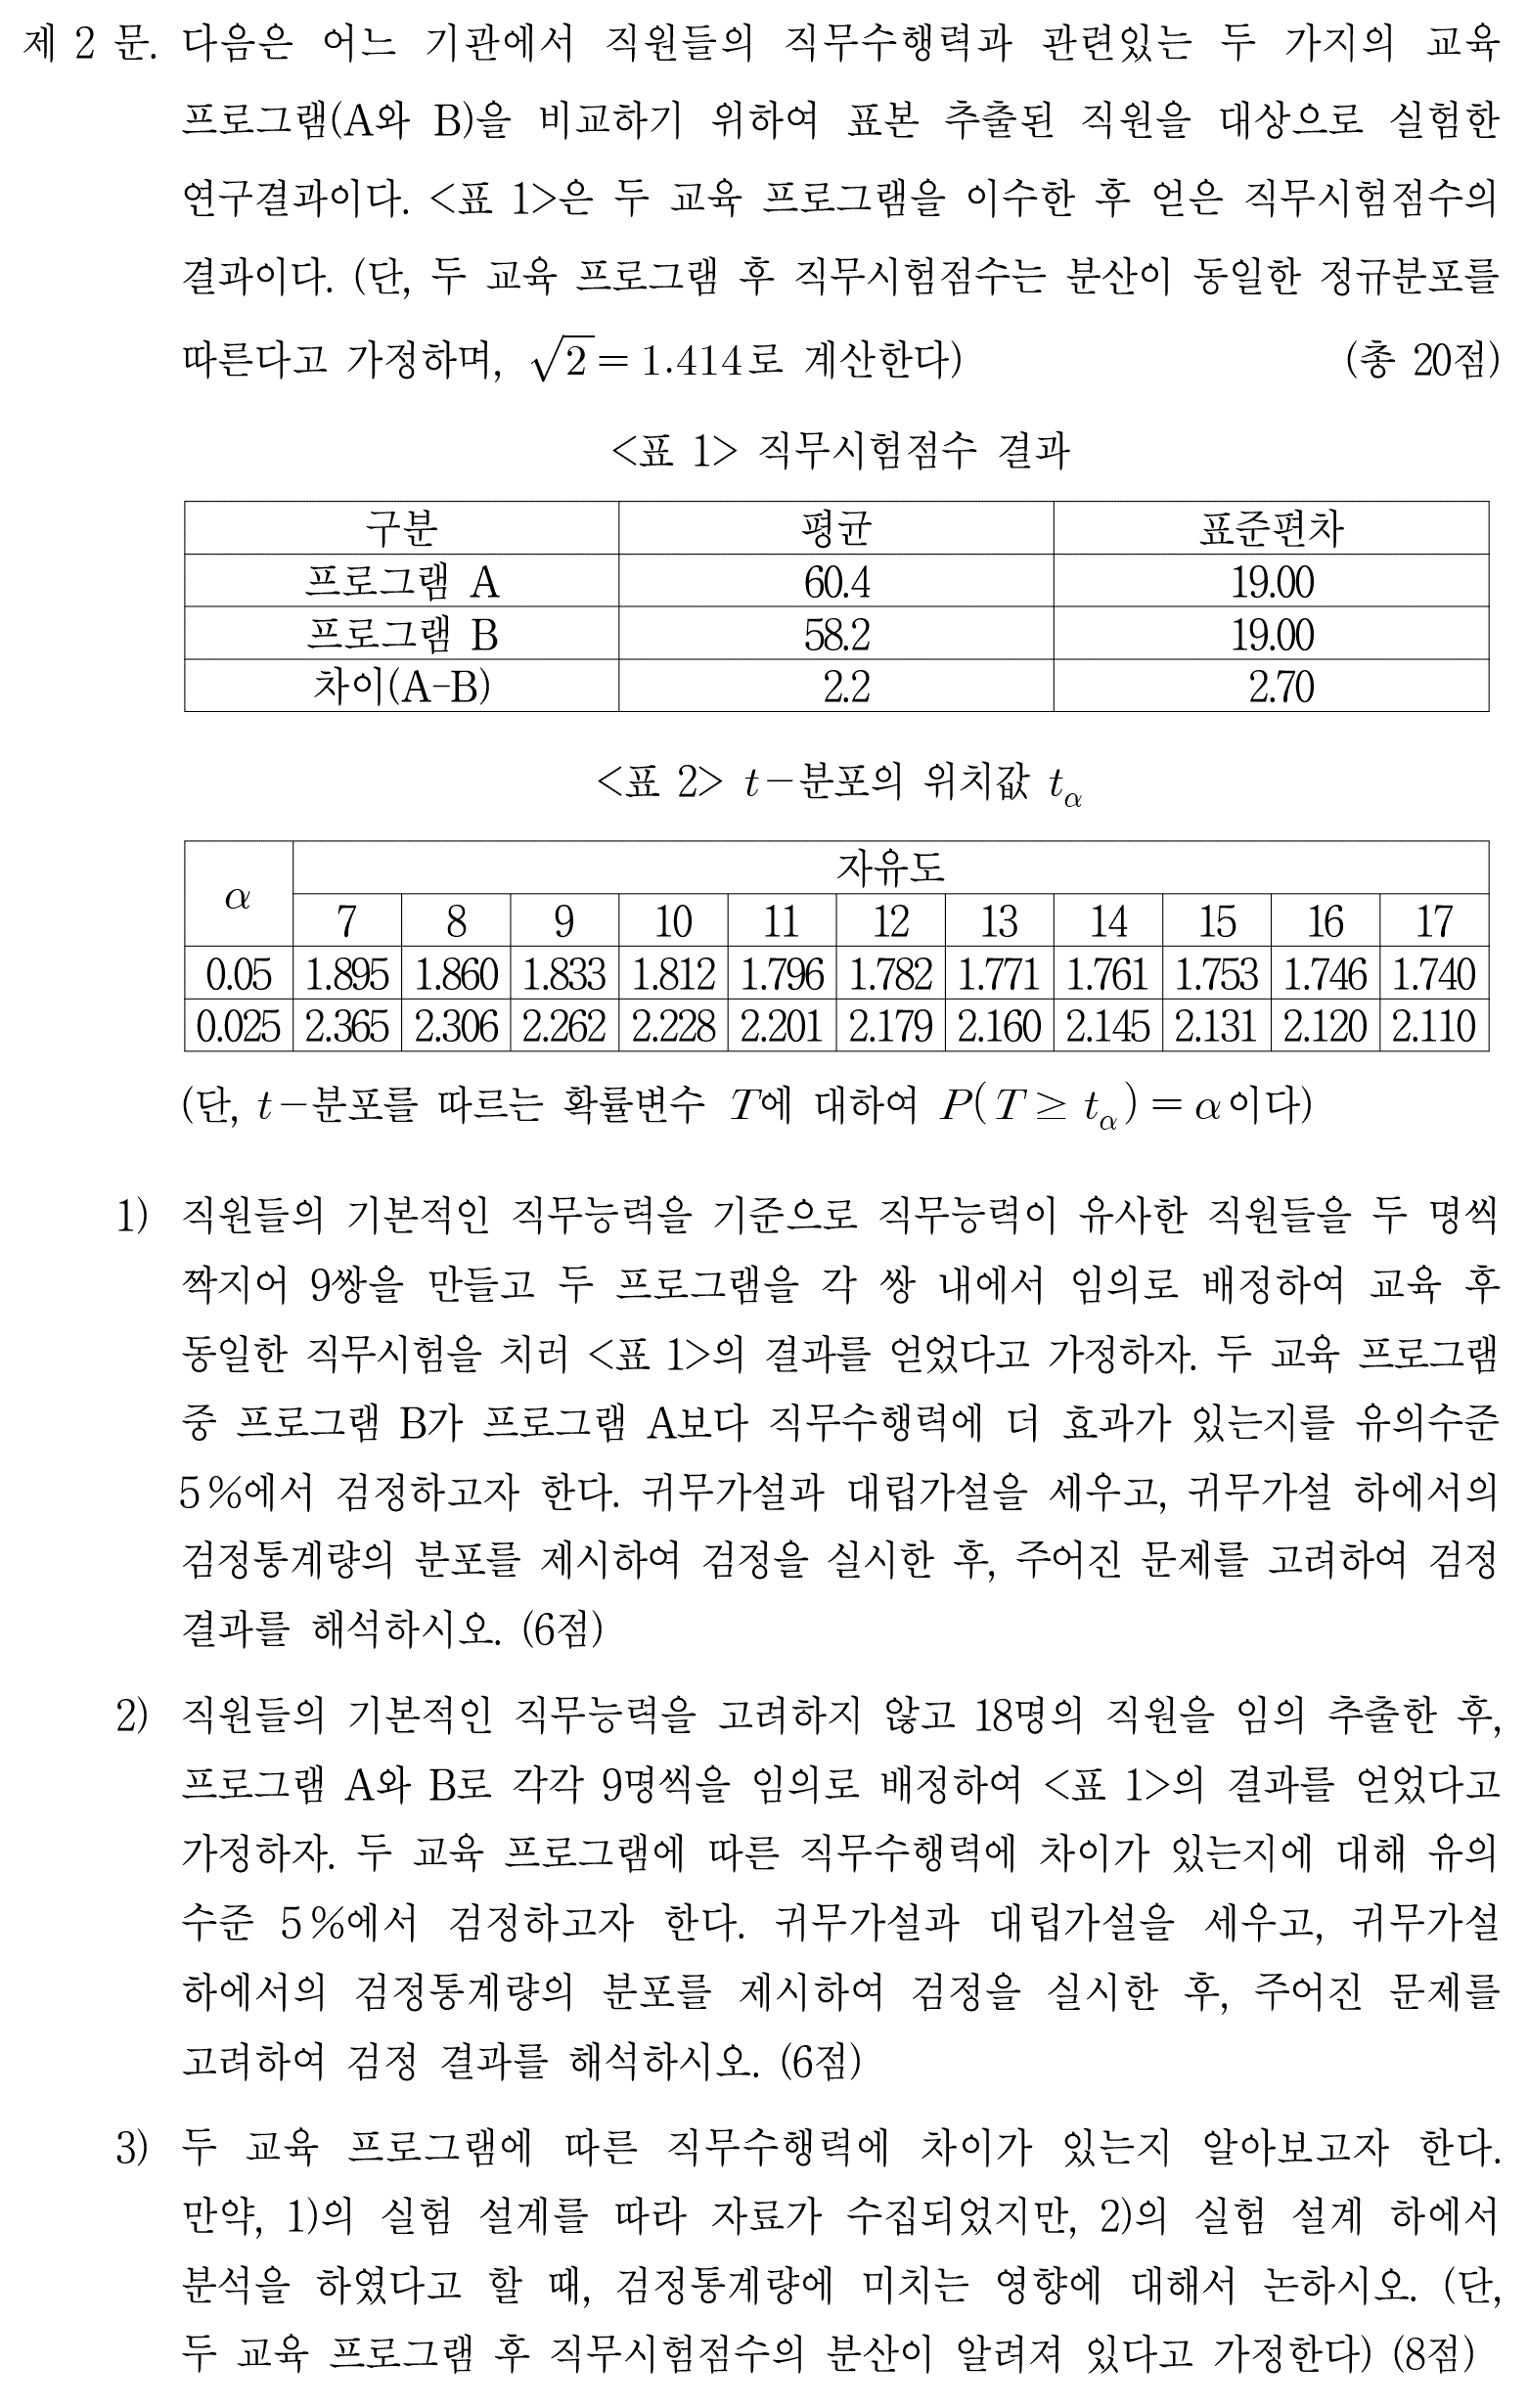 제 2 문. 다음은 어느 기관에서 직원들의 직무수행력과 관련있는 두 가지의 교육
프로그램(A와 B)을 비교하기 위하여 표본 추출된 직원을 대상으로 실험한
연구결과이다. <표 1>은 두 교육 프로그램을 이수한 후 얻은 직무시험점수의
결과이다. (단, 두 교육 프로그램 후 직무시험점수는 분산이 동일한 정규분포를
따른다고 가정하며, √2 = 1.414로 계산한다) (총 20점)
<표 1> 직무시험점수 결과
구분 평균 표준편차
프로그램 A 60.4 19.00
프로그램 B 58.2 19.00
차이(A-B) 2.2 2.70
<표 2> t-분포의 위치값 tα
α 자유도
7 8 9 10 11 12 13 14 15 16 17
0.05 1.895 1.860 1.833 1.812 1.796 1.782 1.771 1.761 1.753 1.746 1.740
0.025 2.365 2.306 2.262 2.228 2.201 2.179 2.160 2.145 2.131 2.120 2.110
(단, t-분포를 따르는 확률변수 T에 대하여 P(T ≥ tα) = α이다)
1) 직원들의 기본적인 직무능력을 기준으로 직무능력이 유사한 직원들을 두 명씩
짝지어 9쌍을 만들고 두 프로그램을 각 쌍 내에서 임의로 배정하여 교육 후
동일한 직무시험을 치러 <표 1>의 결과를 얻었다고 가정하자. 두 교육 프로그램
중 프로그램 B가 프로그램 A보다 직무수행력에 더 효과가 있는지를 유의수준
5%에서 검정하고자 한다. 귀무가설과 대립가설을 세우고, 귀무가설 하에서의
검정통계량의 분포를 제시하여 검정을 실시한 후, 주어진 문제를 고려하여 검정
결과를 해석하시오. (6점)
2) 직원들의 기본적인 직무능력을 고려하지 않고 18명의 직원을 임의 추출한 후,
프로그램 A와 B로 각각 9명씩을 임의로 배정하여 <표 1>의 결과를 얻었다고
가정하자. 두 교육 프로그램에 따른 직무수행력에 차이가 있는지에 대해 유의
수준 5%에서 검정하고자 한다. 귀무가설과 대립가설을 세우고, 귀무가설
하에서의 검정통계량의 분포를 제시하여 검정을 실시한 후, 주어진 문제를
고려하여 검정 결과를 해석하시오. (6점)
3) 두 교육 프로그램에 따른 직무수행력에 차이가 있는지 알아보고자 한다.
만약, 1)의 실험 설계를 따라 자료가 수집되었지만, 2)의 실험 설계 하에서
분석을 하였다고 할 때, 검정통계량에 미치는 영향에 대해서 논하시오. (단,
두 교육 프로그램 후 직무시험점수의 분산이 알려져 있다고 가정한다) (8점)